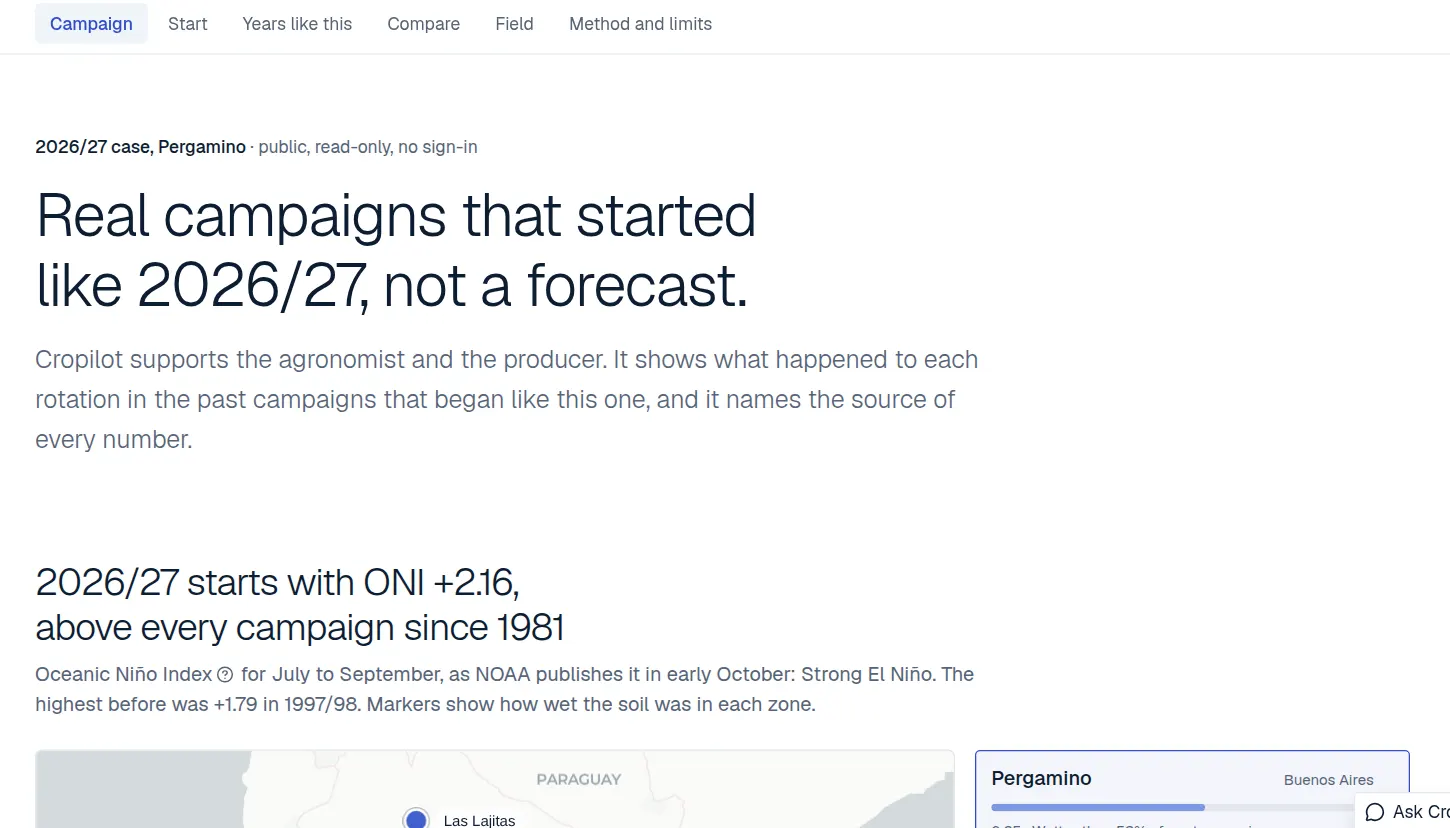 Campaign Start Years like this Compare Field Method and limits
2026/27 case, Pergamino · public, read-only, no sign-in
Real campaigns that started
like 2026/27, not a forecast.
Cropilot supports the agronomist and the producer. It shows what happened to each
rotation in the past campaigns that began like this one, and it names the source of
every number.
2026/27 starts with ONI +2.16,
above every campaign since 1981
Oceanic Niño Index ? for July to September, as NOAA publishes it in early October: Strong El Niño. The
highest before was +1.79 in 1997/98. Markers show how wet the soil was in each zone.
PARAGUAY
Las Lajitas
Pergamino Buenos Aires
Ask